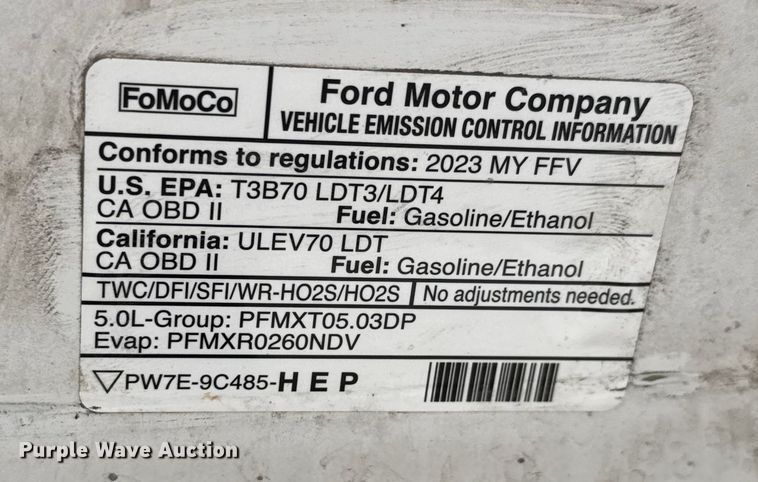 FoMoCo
Ford Motor Company
VEHICLE EMISSION CONTROL INFORMATION
Conforms to regulations: 2023 MY FFV
U.S. EPA: T3B70 LDT3/LDT4
CA OBD II Fuel: Gasoline/Ethanol
California: ULEV70 LDT
CA OBD II Fuel: Gasoline/Ethanol
TWC/DFI/SFI/WR-HO2S/HO2S No adjustments needed.
5.0L-Group: PFMXT05.03DP
Evap: PFMXR0260NDV
PW7E-9C485-HEP
Purple Wave Auction